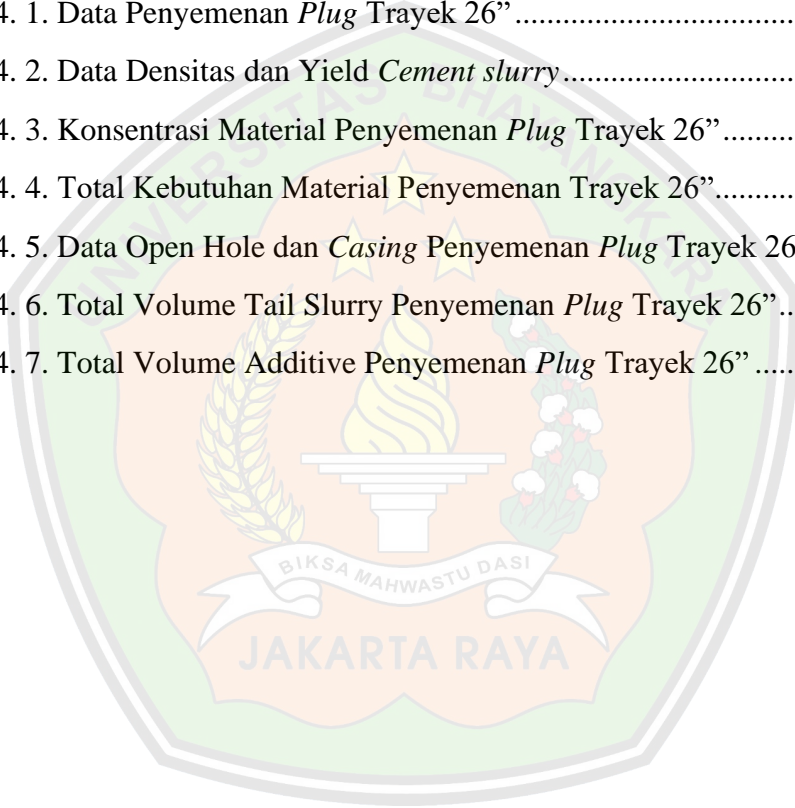 4. 1. Data Penyemenan Plug Trayek 26”...................................
4. 2. Data Densitas dan Yield Cement slurry.............................
4. 3. Konsentrasi Material Penyemenan Plug Trayek 26”.........
4. 4. Total Kebutuhan Material Penyemenan Trayek 26”..........
4. 5. Data Open Hole dan Casing Penyemenan Plug Trayek 26
4. 6. Total Volume Tail Slurry Penyemenan Plug Trayek 26”..
4. 7. Total Volume Additive Penyemenan Plug Trayek 26” .....
UNIVERSITAS BHAYANGKARA
BIKSA MAHWASTU DASI
JAKARTA RAYA